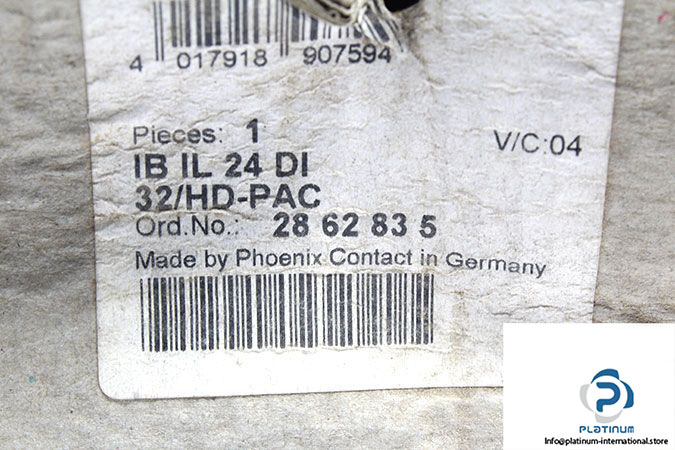 4 017918 907594
Pieces: 1 V/C:04
IB IL 24 DI
32/HD-PAC
Ord.No.: 28 62 83 5
Made by Phoenix Contact in Germany
PLATINUM
Info@platinum-international.store